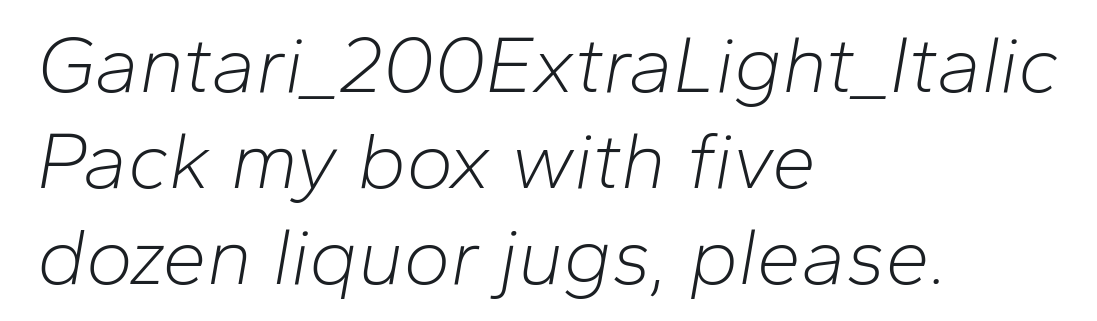 Gantari_200ExtraLight_Italic
Pack my box with five
dozen liquor jugs, please.